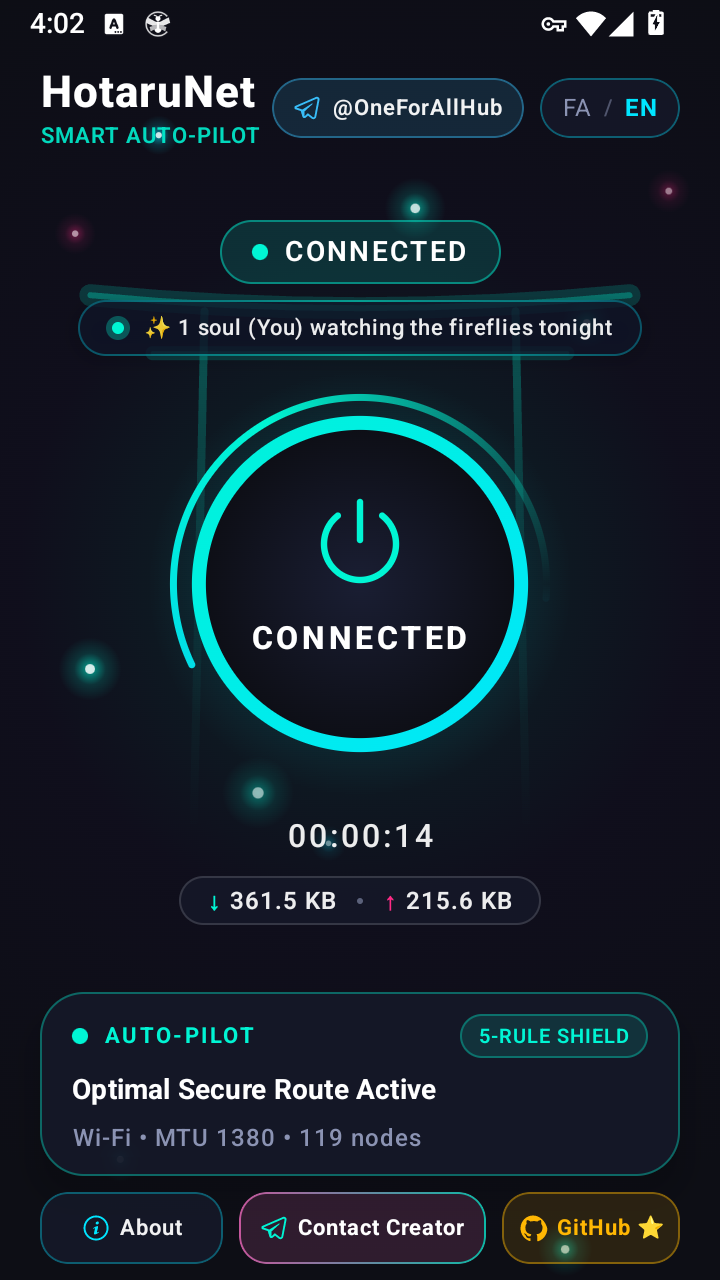 4:02
HotaruNet
SMART AUTO-PILOT
@OneForAllHub
FA / EN
CONNECTED
✨ 1 soul (You) watching the fireflies tonight
CONNECTED
00:00:14
↓ 361.5 KB • ↑ 215.6 KB
AUTO-PILOT
5-RULE SHIELD
Optimal Secure Route Active
Wi-Fi • MTU 1380 • 119 nodes
About
Contact Creator
GitHub ⭐